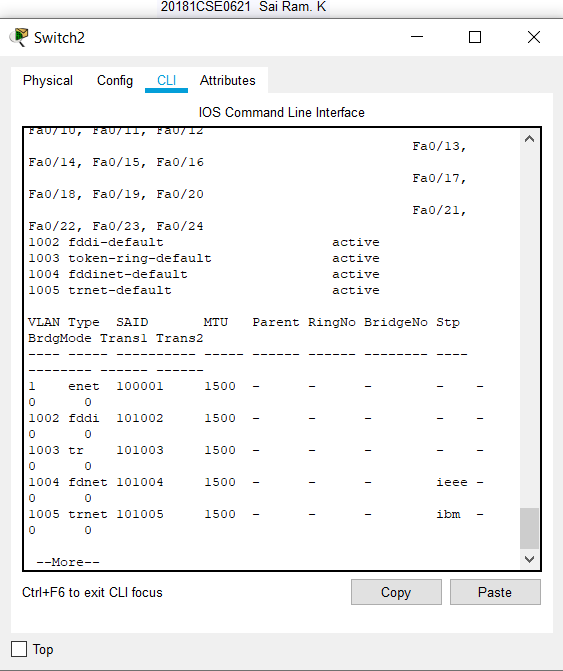 20181CSE0621 Sai Ram. K
Switch2
Physical Config CLI Attributes
IOS Command Line Interface
Fa0/10, Fa0/11, Fa0/12
Fa0/13,
Fa0/14, Fa0/15, Fa0/16
Fa0/17,
Fa0/18, Fa0/19, Fa0/20
Fa0/21,
Fa0/22, Fa0/23, Fa0/24
1002 fddi-default active
1003 token-ring-default active
1004 fddinet-default active
1005 trnet-default active
VLAN Type SAID MTU Parent RingNo BridgeNo Stp
BrdgMode Trans1 Trans2
---- ----- ---------- ----- ------ ------ -------- ----
-------- ------ ------
1 enet 100001 1500 - - - - -
0 0
1002 fddi 101002 1500 - - - - -
0 0
1003 tr 101003 1500 - - - - -
0 0
1004 fdnet 101004 1500 - - - ieee -
0 0
1005 trnet 101005 1500 - - - ibm -
0 0
--More--
Ctrl+F6 to exit CLI focus
Copy Paste
Top